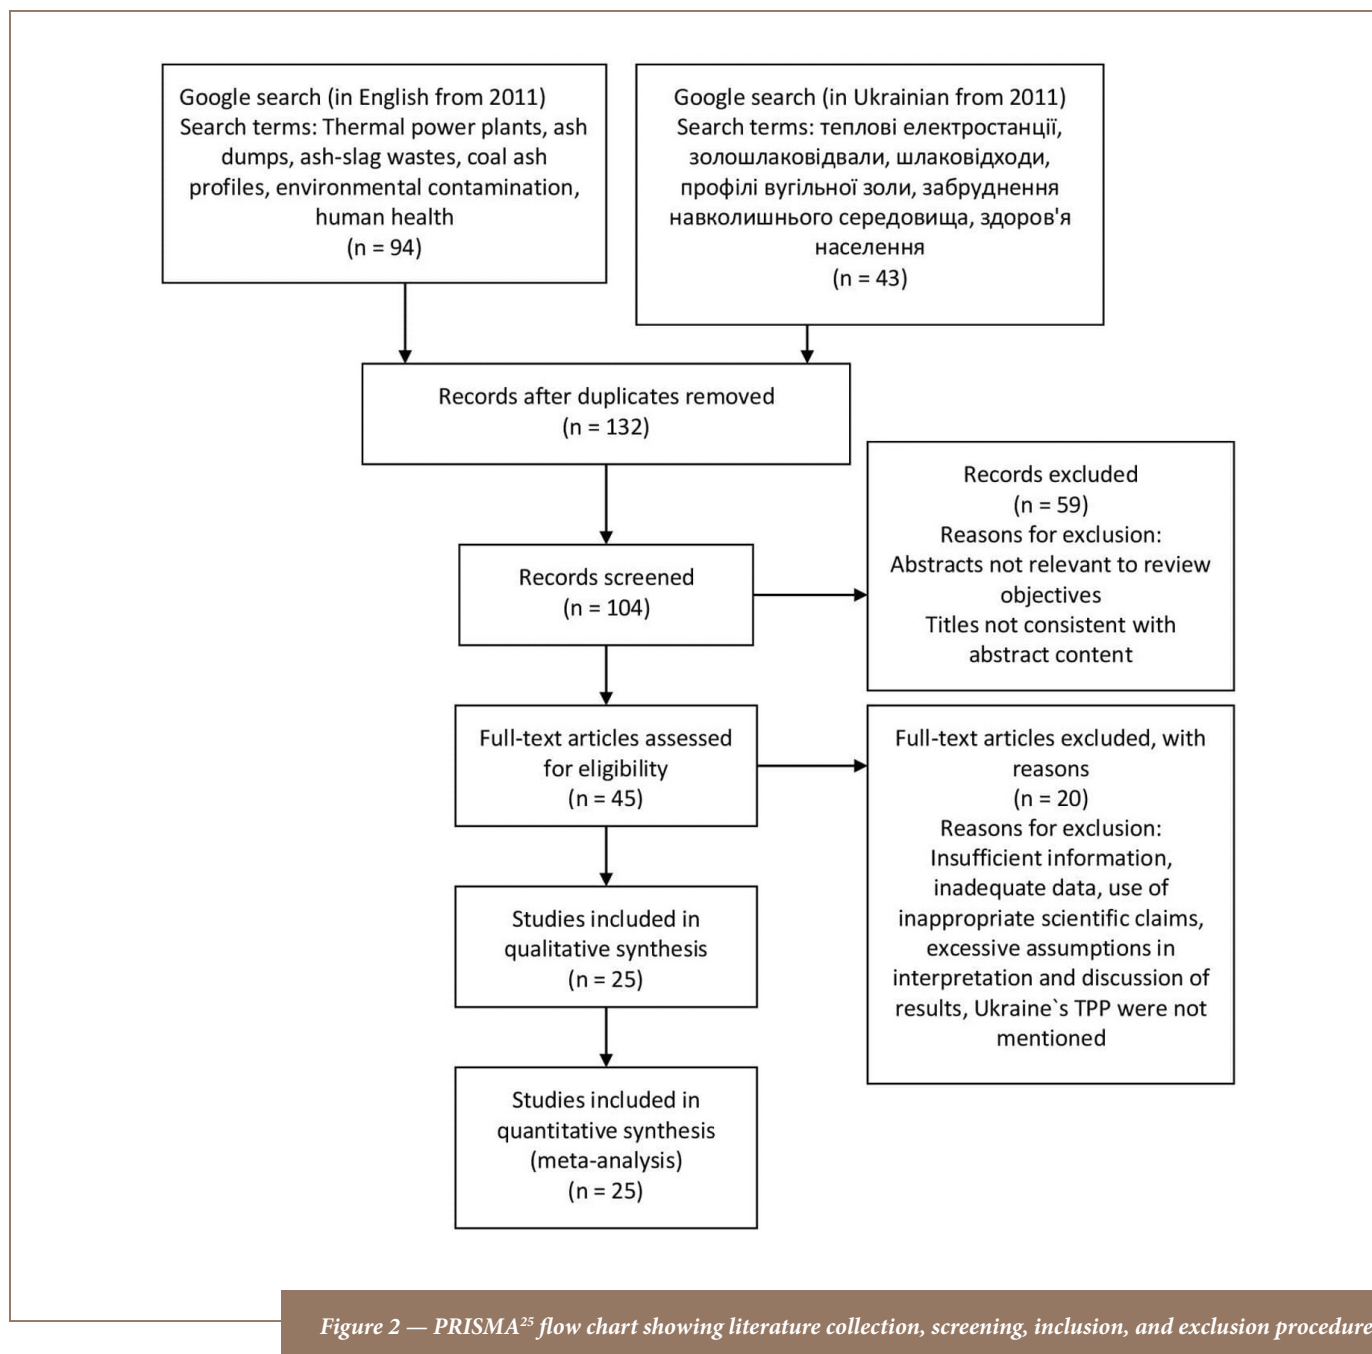 Google search (in English from 2011)
Search terms: Thermal power plants, ash
dumps, ash-slag wastes, coal ash
profiles, environmental contamination,
human health
(n = 94)
Google search (in Ukrainian from 2011)
Search terms: теплові електростанції,
золошлаковідвали, шлаковідходи,
профілі вугільної золи, забруднення
навколишнього середовища, здоров'я
населення
(n = 43)
Records after duplicates removed
(n = 132)
Records excluded
(n = 59)
Reasons for exclusion:
Abstracts not relevant to review
objectives
Titles not consistent with
abstract content
Records screened
(n = 104)
Full-text articles assessed
for eligibility
(n = 45)
Full-text articles excluded, with
reasons
(n = 20)
Reasons for exclusion:
Insufficient information,
inadequate data, use of
inappropriate scientific claims,
excessive assumptions in
interpretation and discussion of
results, Ukraine`s TPP were not
mentioned
Studies included in
qualitative synthesis
(n = 25)
Studies included in
quantitative synthesis
(meta-analysis)
(n = 25)
Figure 2 — PRISMA²⁵ flow chart showing literature collection, screening, inclusion, and exclusion procedure